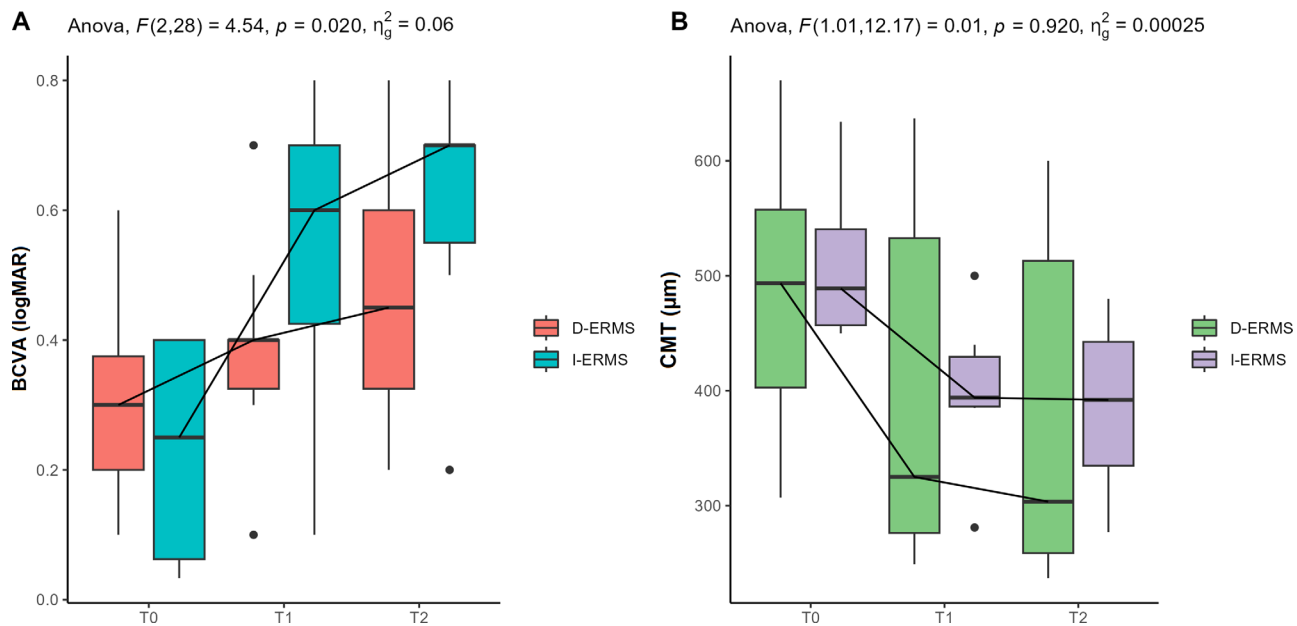 A
Anova, F(2,28) = 4.54, p = 0.020, η²g = 0.06
BCVA (logMAR)
0.8
0.6
0.4
0.2
0.0
T0 T1 T2
D-ERMS
I-ERMS
B
Anova, F(1.01,12.17) = 0.01, p = 0.920, η²g = 0.00025
CMT (μm)
600
500
400
300
T0 T1 T2
D-ERMS
I-ERMS